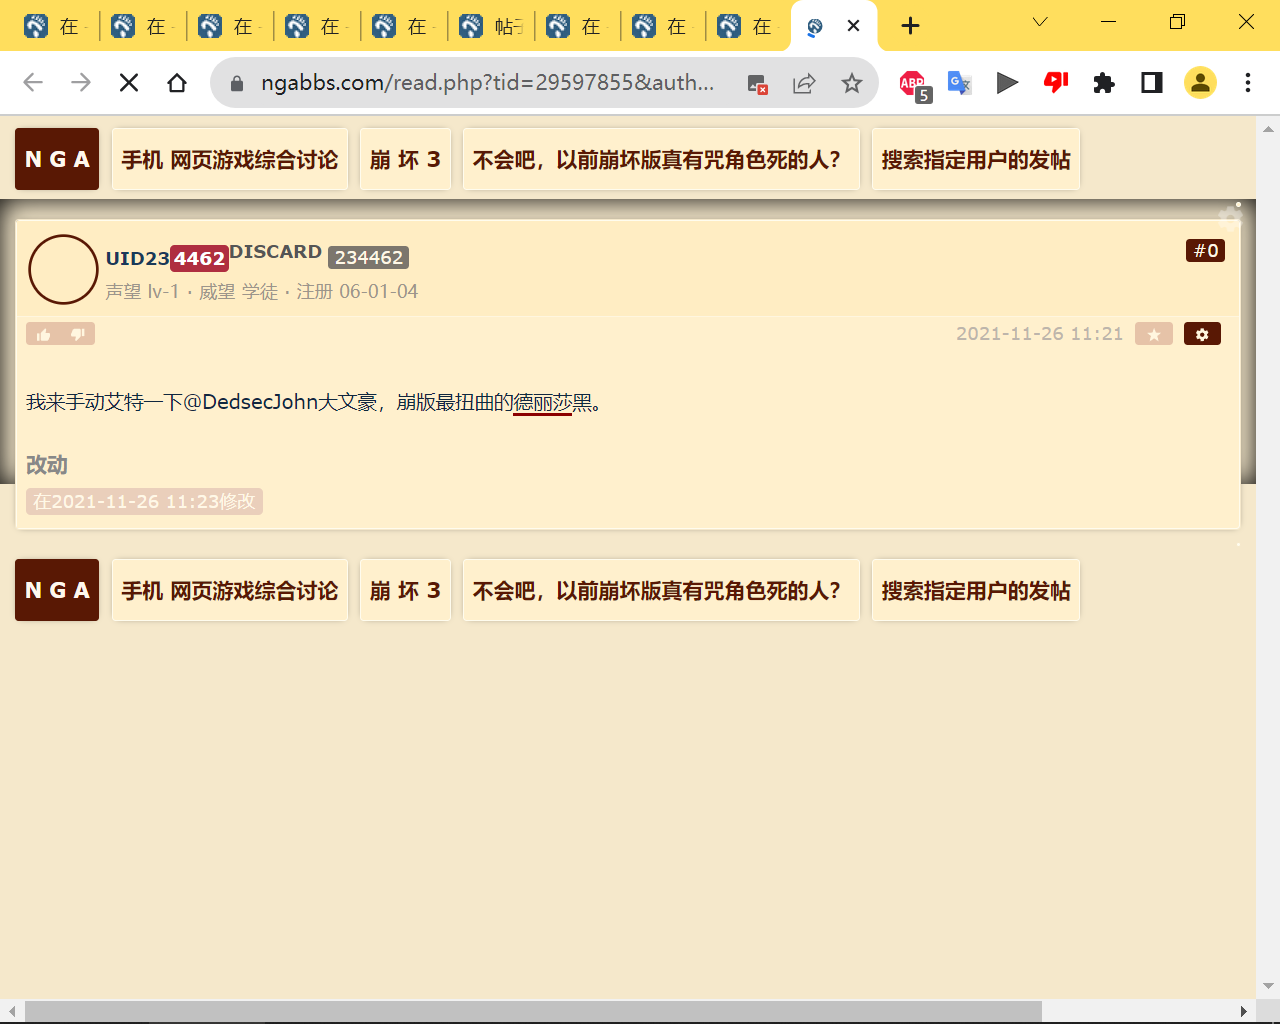 在 在 在 在 在 帖子 在 在 在
ngabbs.com/read.php?tid=29597855&auth...
ABP 5
NGA 手机 网页游戏综合讨论 崩 坏 3 不会吧，以前崩坏版真有咒角色死的人？ 搜索指定用户的发帖
UID234462 DISCARD 234462 #0
声望 lv-1 · 威望 学徒 · 注册 06-01-04
2021-11-26 11:21
我来手动艾特一下@DedsecJohn大文豪，崩版最扭曲的德丽莎黑。
改动
在2021-11-26 11:23修改
NGA 手机 网页游戏综合讨论 崩 坏 3 不会吧，以前崩坏版真有咒角色死的人？ 搜索指定用户的发帖